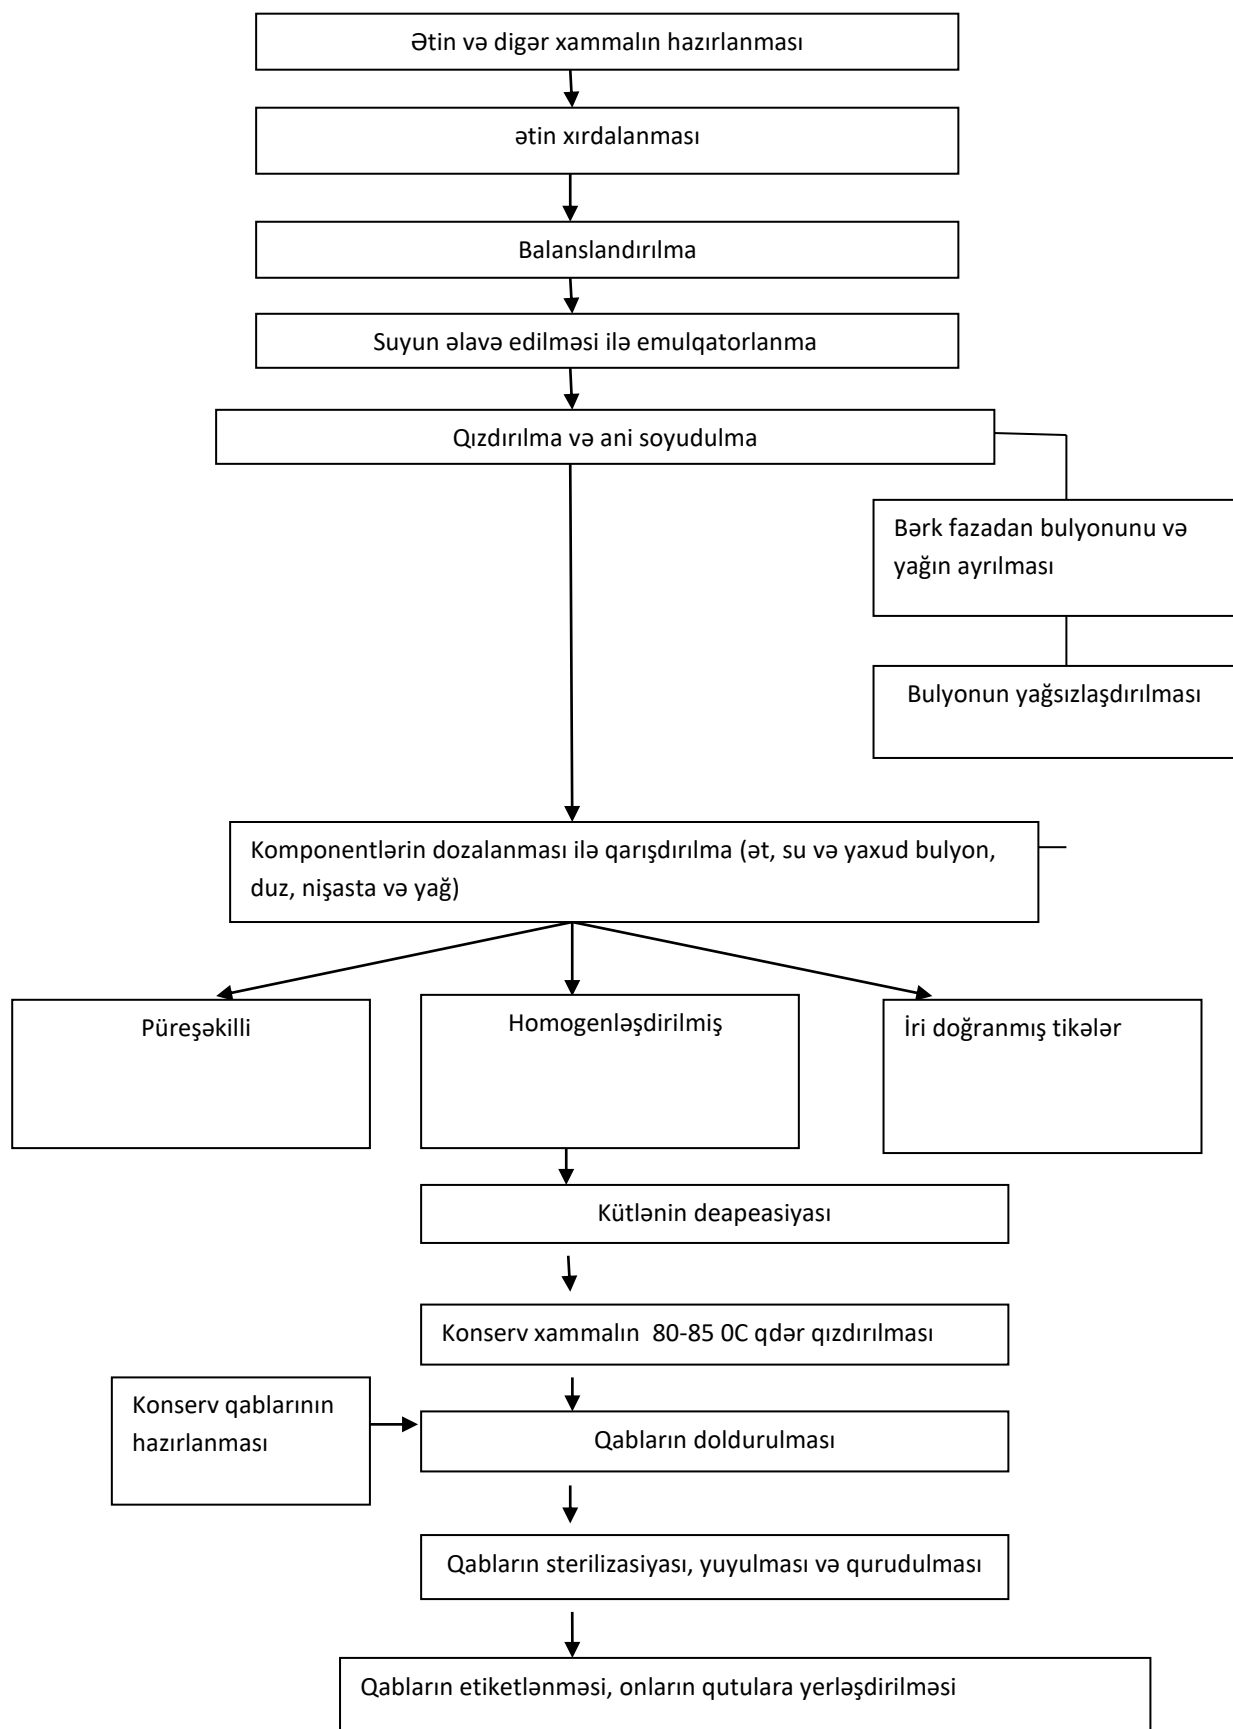 Ətin və digər xammalın hazırlanması
ətin xırdalanması
Balanslandırılma
Suyun əlavə edilməsi ilə emulqatorlanma
Qızdırılma və ani soyudulma
Bərk fazadan bulyonunu və
yağın ayrılması
Bulyonun yağsızlaşdırılması
Komponentlərin dozalanması ilə qarışdırılma (ət, su və yaxud bulyon,
duz, nişasta və yağ)
Püreşəkilli
Homogenləşdirilmiş
İri doğranmış tikələr
Kütlənin deapeasiyası
Konserv xammalın  80-85 0C qdər qızdırılması
Konserv qablarının
hazırlanması
Qabların doldurulması
Qabların sterilizasiyası, yuyulması və qurudulması
Qabların etiketlənməsi, onların qutulara yerləşdirilməsi